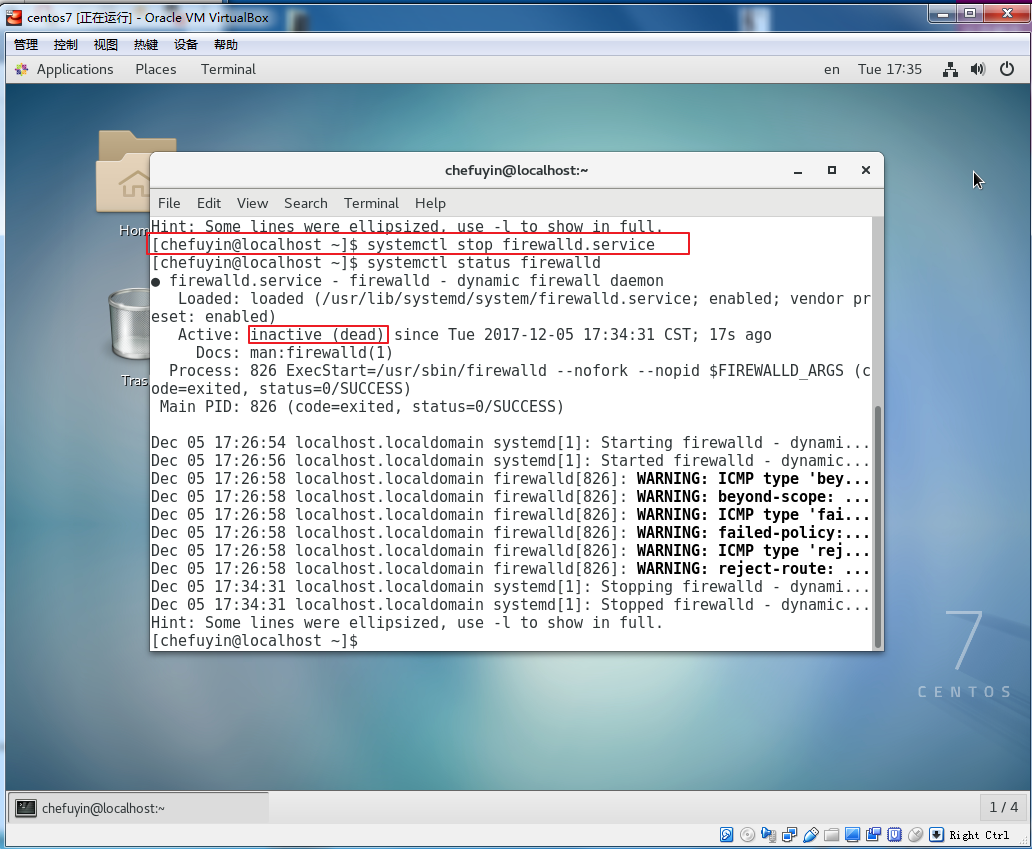 centos7 [正在运行] - Oracle VM VirtualBox
管理 控制 视图 热键 设备 帮助
Applications Places Terminal en Tue 17:35
Home
Tras
chefuyin@localhost:~
File Edit View Search Terminal Help
Hint: Some lines were ellipsized, use -l to show in full.
[chefuyin@localhost ~]$ systemctl stop firewalld.service
[chefuyin@localhost ~]$ systemctl status firewalld
● firewalld.service - firewalld - dynamic firewall daemon
   Loaded: loaded (/usr/lib/systemd/system/firewalld.service; enabled; vendor pr
eset: enabled)
   Active: inactive (dead) since Tue 2017-12-05 17:34:31 CST; 17s ago
     Docs: man:firewalld(1)
  Process: 826 ExecStart=/usr/sbin/firewalld --nofork --nopid $FIREWALLD_ARGS (c
ode=exited, status=0/SUCCESS)
 Main PID: 826 (code=exited, status=0/SUCCESS)
Dec 05 17:26:54 localhost.localdomain systemd[1]: Starting firewalld - dynami...
Dec 05 17:26:56 localhost.localdomain systemd[1]: Started firewalld - dynamic...
Dec 05 17:26:58 localhost.localdomain firewalld[826]: WARNING: ICMP type 'bey...
Dec 05 17:26:58 localhost.localdomain firewalld[826]: WARNING: beyond-scope: ...
Dec 05 17:26:58 localhost.localdomain firewalld[826]: WARNING: ICMP type 'fai...
Dec 05 17:26:58 localhost.localdomain firewalld[826]: WARNING: failed-policy:...
Dec 05 17:26:58 localhost.localdomain firewalld[826]: WARNING: ICMP type 'rej...
Dec 05 17:26:58 localhost.localdomain firewalld[826]: WARNING: reject-route: ...
Dec 05 17:34:31 localhost.localdomain systemd[1]: Stopping firewalld - dynami...
Dec 05 17:34:31 localhost.localdomain systemd[1]: Stopped firewalld - dynamic...
Hint: Some lines were ellipsized, use -l to show in full.
[chefuyin@localhost ~]$
7
CENTOS
chefuyin@localhost:~ 1 / 4
Right Ctrl